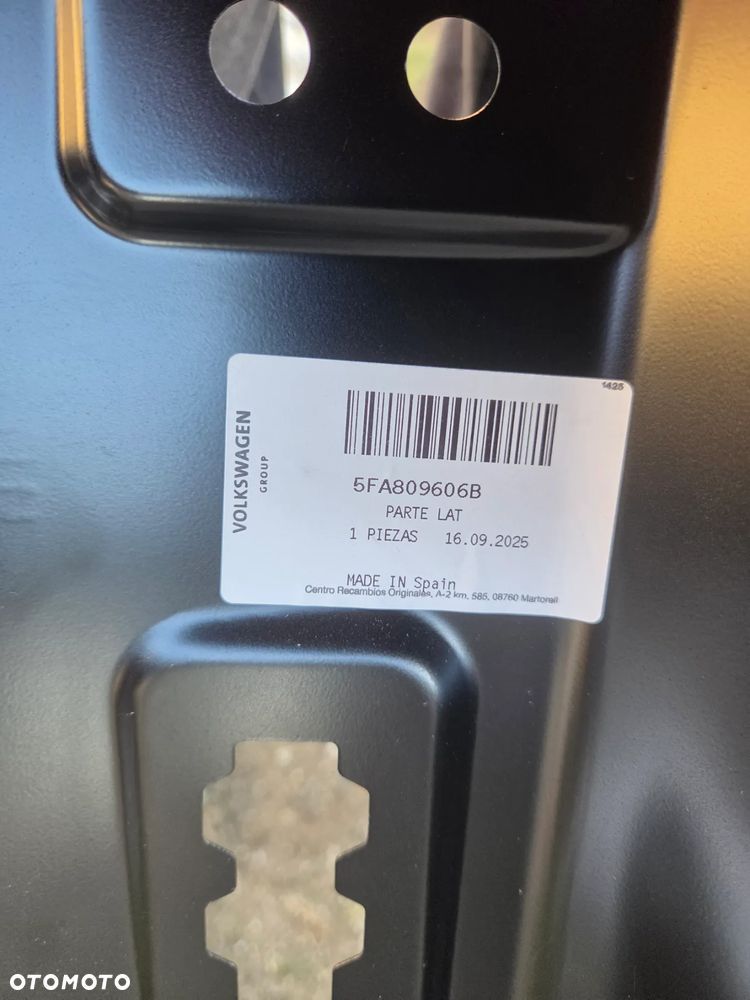 1425
VOLKSWAGEN
GROUP
5FA809606B
PARTE LAT
1 PIEZAS 16.09.2025
MADE IN Spain
Centro Recambios Originales, A-2 km, 585, 08760 Martorell
OTOMOTO